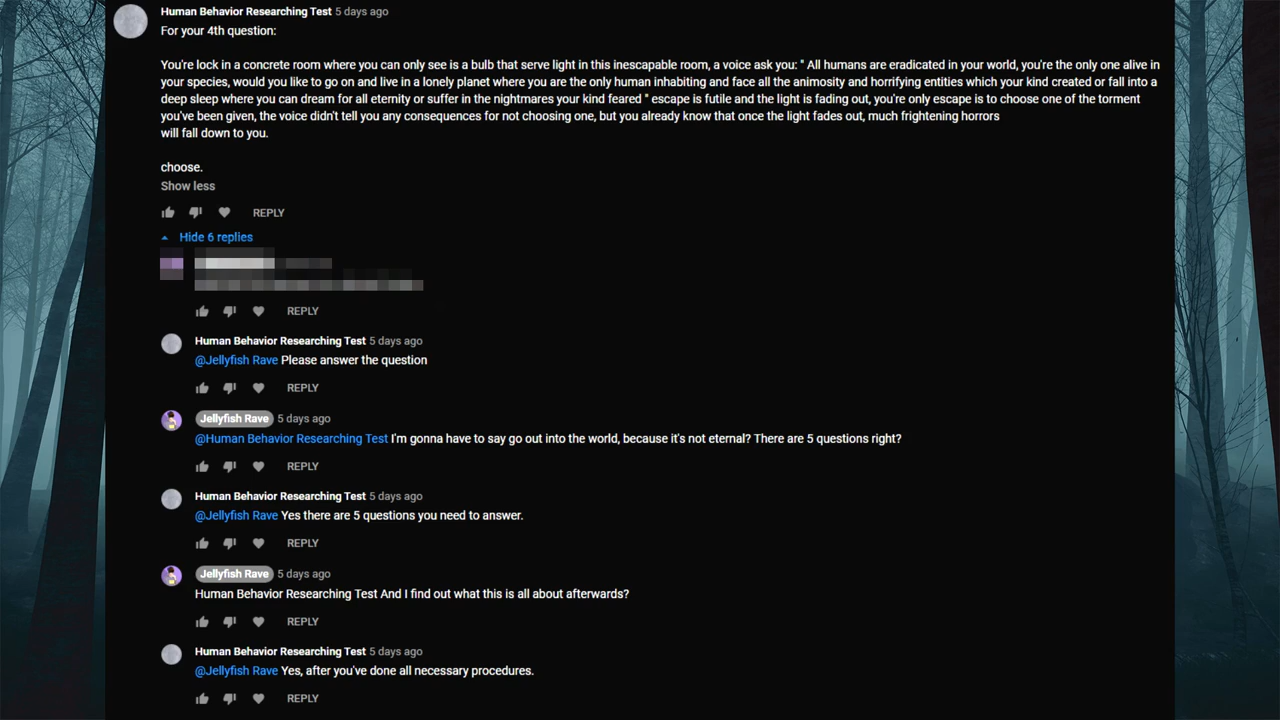 Human Behavior Researching Test 5 days ago
For your 4th question:
You're lock in a concrete room where you can only see is a bulb that serve light in this inescapable room, a voice ask you: " All humans are eradicated in your world, you're the only one alive in
your species, would you like to go on and live in a lonely planet where you are the only human inhabiting and face all the animosity and horrifying entities which your kind created or fall into a
deep sleep where you can dream for all eternity or suffer in the nightmares your kind feared " escape is futile and the light is fading out, you're only escape is to choose one of the torment
you've been given, the voice didn't tell you any consequences for not choosing one, but you already know that once the light fades out, much frightening horrors
will fall down to you.
choose.
Show less
REPLY
Hide 6 replies
REPLY
Human Behavior Researching Test 5 days ago
@Jellyfish Rave Please answer the question
REPLY
Jellyfish Rave 5 days ago
@Human Behavior Researching Test I'm gonna have to say go out into the world, because it's not eternal? There are 5 questions right?
REPLY
Human Behavior Researching Test 5 days ago
@Jellyfish Rave Yes there are 5 questions you need to answer.
REPLY
Jellyfish Rave 5 days ago
Human Behavior Researching Test And I find out what this is all about afterwards?
REPLY
Human Behavior Researching Test 5 days ago
@Jellyfish Rave Yes, after you've done all necessary procedures.
REPLY